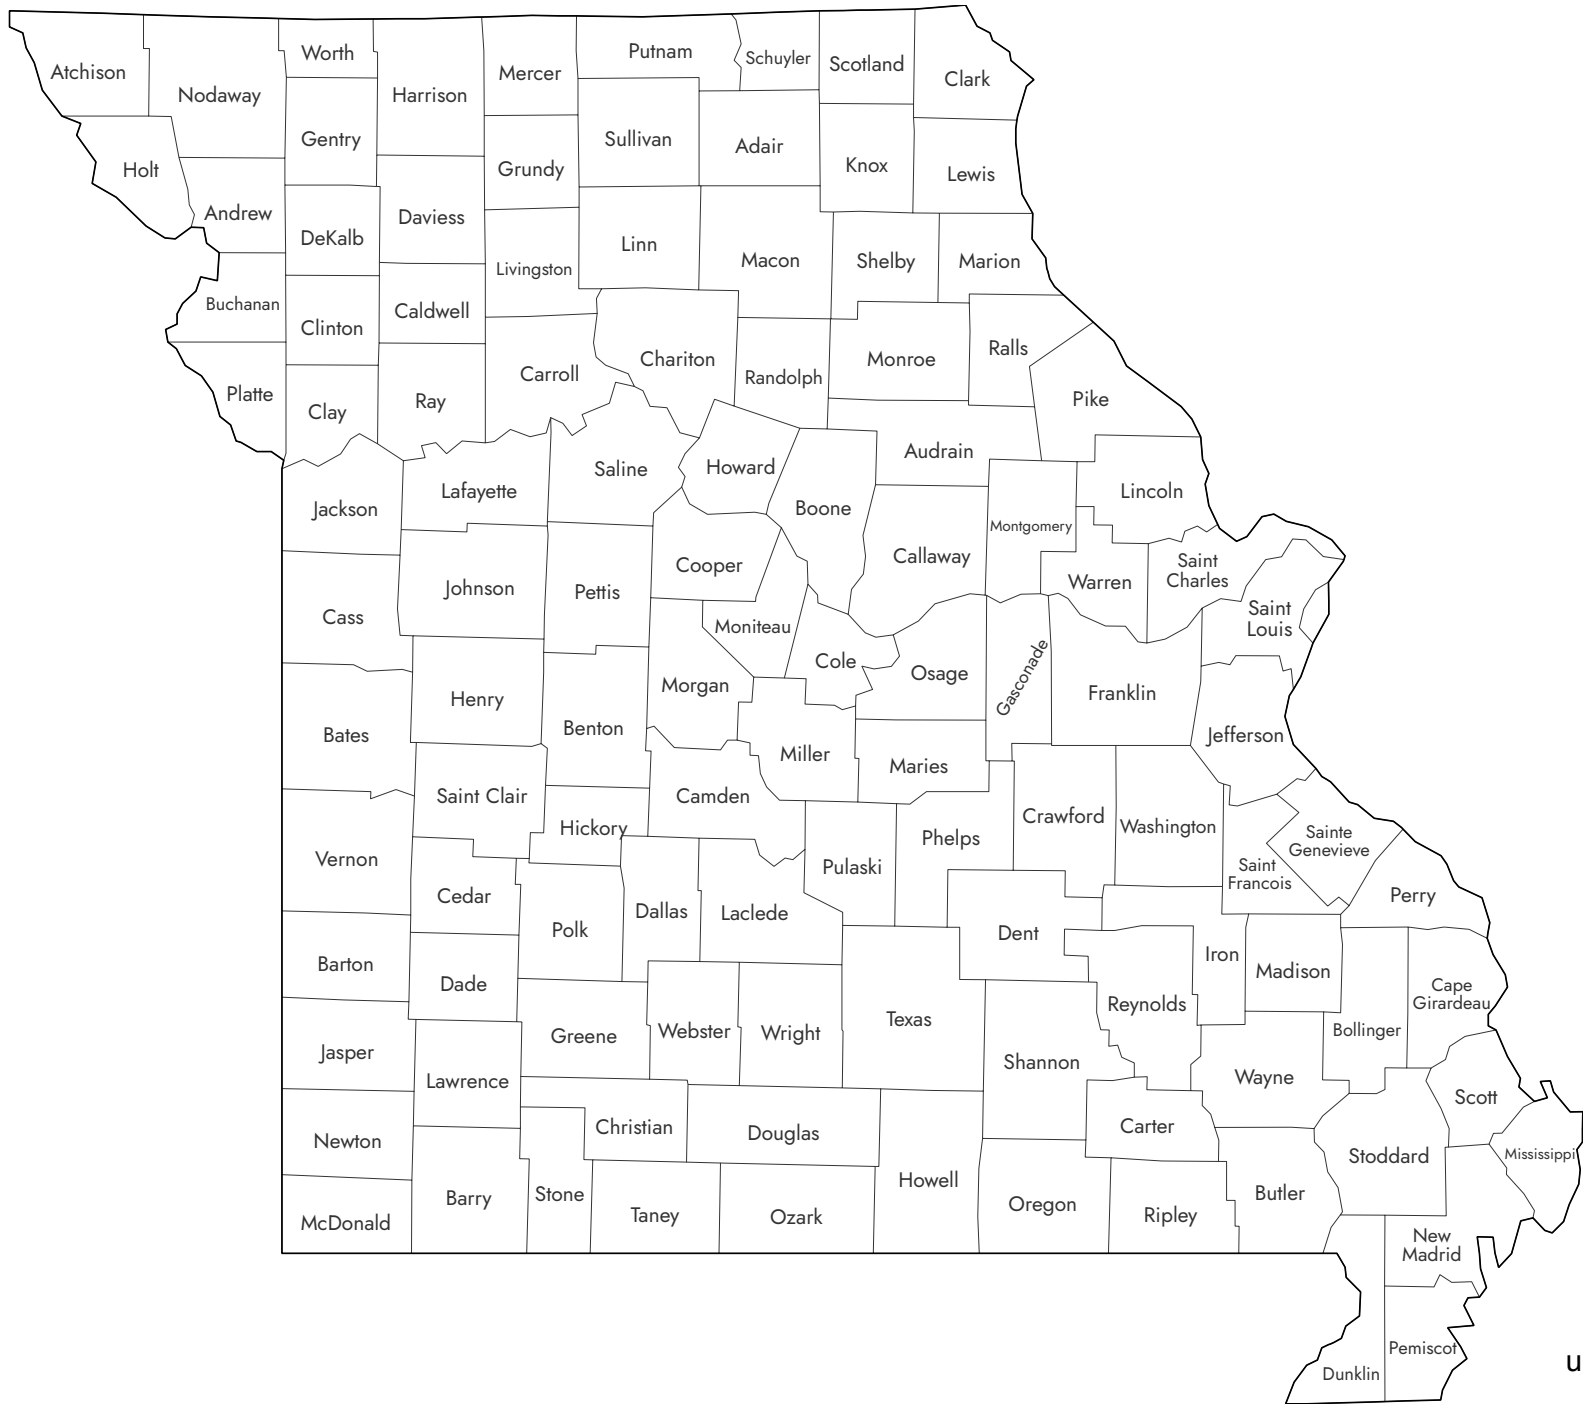 Atchison
Nodaway
Worth
Harrison
Mercer
Putnam
Schuyler
Scotland
Clark
Gentry
Sullivan
Adair
Knox
Lewis
Holt
Grundy
Andrew
DeKalb
Daviess
Livingston
Linn
Macon
Shelby
Marion
Buchanan
Clinton
Caldwell
Chariton
Randolph
Monroe
Ralls
Platte
Clay
Ray
Carroll
Pike
Audrain
Jackson
Lafayette
Saline
Howard
Boone
Callaway
Montgomery
Lincoln
Cooper
Warren
Saint
Charles
Saint
Louis
Cass
Johnson
Pettis
Moniteau
Cole
Osage
Gasconade
Franklin
Jefferson
Bates
Henry
Benton
Morgan
Miller
Maries
Saint Clair
Camden
Hickory
Crawford
Washington
Phelps
Pulaski
Sainte
Genevieve
Saint
Francois
Perry
Vernon
Cedar
Polk
Dallas
Laclede
Dent
Iron
Madison
Barton
Dade
Cape
Girardeau
Bollinger
Reynolds
Texas
Greene
Webster
Wright
Shannon
Jasper
Lawrence
Wayne
Scott
Newton
Christian
Douglas
Carter
Stoddard
Mississippi
McDonald
Barry
Stone
Taney
Ozark
Howell
Oregon
Ripley
Butler
New
Madrid
Pemiscot
Dunklin
u